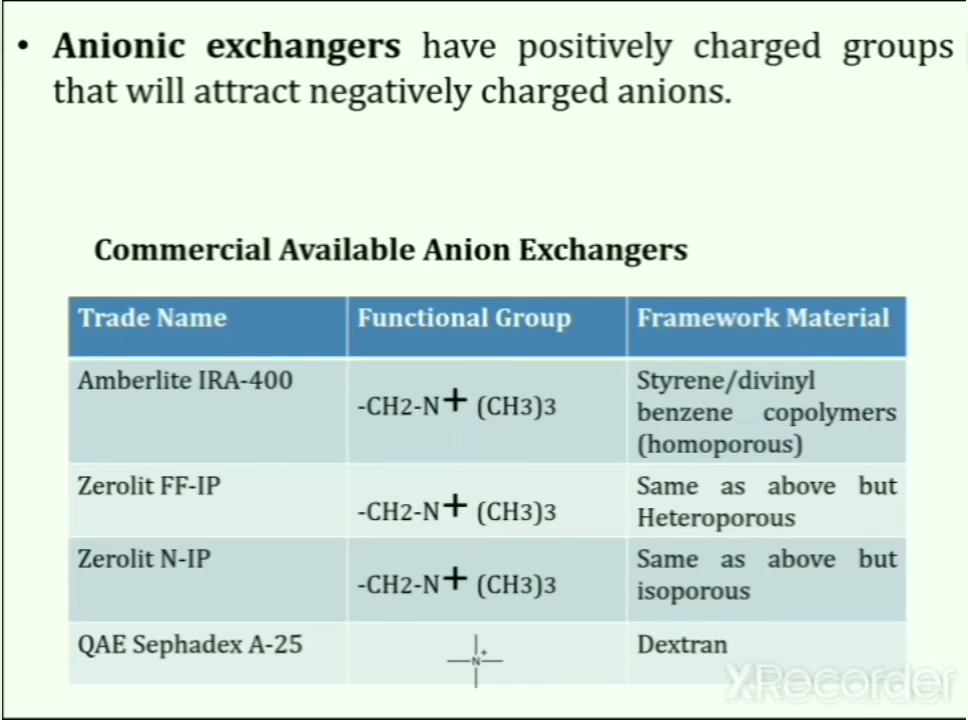 • Anionic exchangers have positively charged groups
that will attract negatively charged anions.
Commercial Available Anion Exchangers
Trade Name Functional Group Framework Material
Amberlite IRA-400 -CH2-N+ (CH3)3 Styrene/divinyl
benzene copolymers
(homoporous)
Zerolit FF-IP -CH2-N+ (CH3)3 Same as above but
Heteroporous
Zerolit N-IP -CH2-N+ (CH3)3 Same as above but
isoporous
QAE Sephadex A-25 N+ Dextran
XRecorder